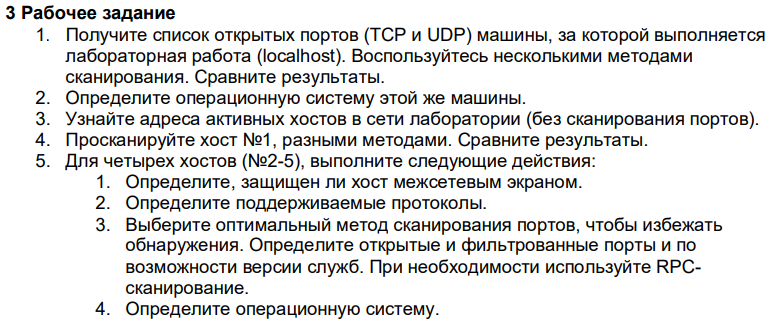 3 Рабочее задание
1. Получите список открытых портов (TCP и UDP) машины, за которой выполняется
лабораторная работа (localhost). Воспользуйтесь несколькими методами
сканирования. Сравните результаты.
2. Определите операционную систему этой же машины.
3. Узнайте адреса активных хостов в сети лаборатории (без сканирования портов).
4. Просканируйте хост №1, разными методами. Сравните результаты.
5. Для четырех хостов (№2-5), выполните следующие действия:
1. Определите, защищен ли хост межсетевым экраном.
2. Определите поддерживаемые протоколы.
3. Выберите оптимальный метод сканирования портов, чтобы избежать
обнаружения. Определите открытые и фильтрованные порты и по
возможности версии служб. При необходимости используйте RPC-
сканирование.
4. Определите операционную систему.